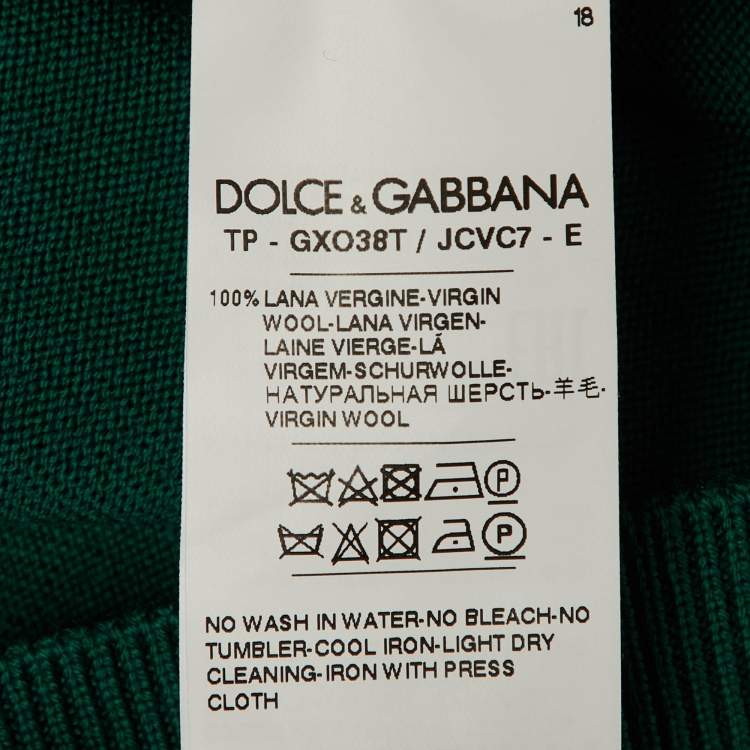 18
DOLCE & GABBANA
TP - GXO38T / JCVC7 - E
100% LANA VERGINE-VIRGIN
WOOL-LANA VIRGEN-
LAINE VIERGE-LÃ
VIRGEM-SCHURWOLLE-
НАТУРАЛЬНАЯ ШЕРСТЬ-羊毛-
VIRGIN WOOL
P
P
NO WASH IN WATER-NO BLEACH-NO
TUMBLER-COOL IRON-LIGHT DRY
CLEANING-IRON WITH PRESS
CLOTH